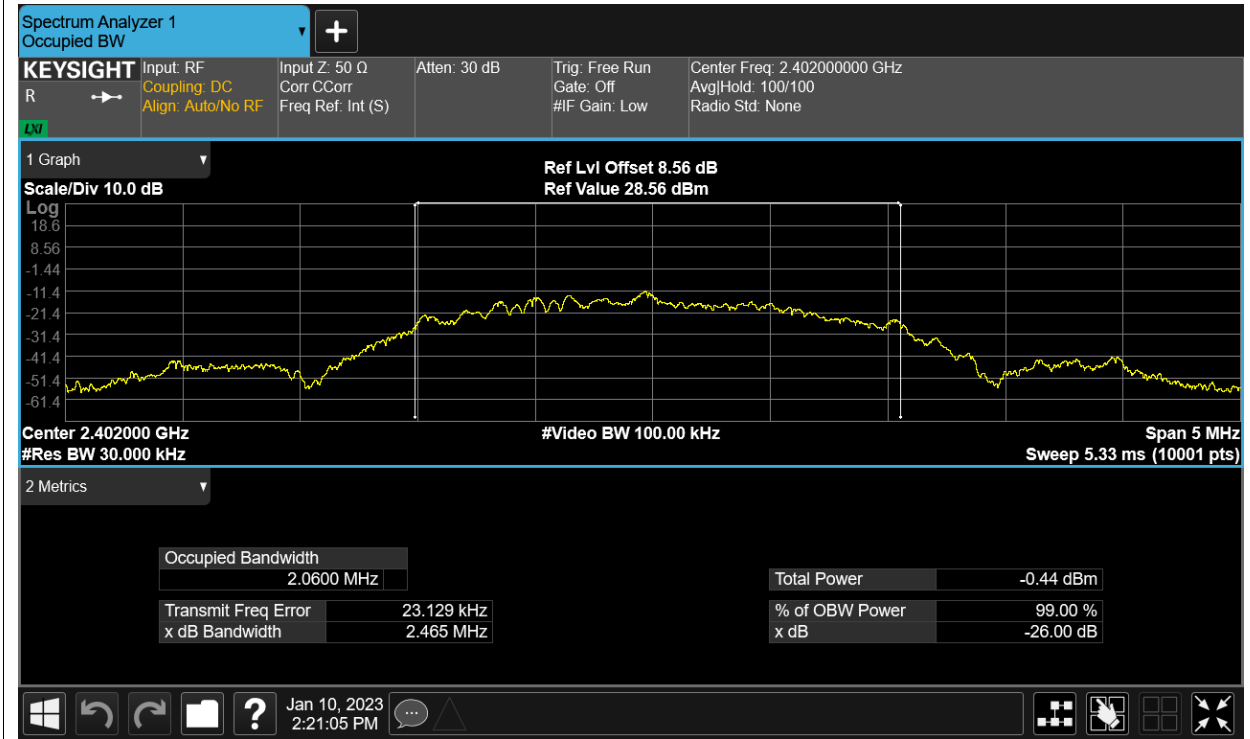 Spectrum Analyzer 1
Occupied BW
KEYSIGHT
R
LXI
Input: RF
Coupling: DC
Align: Auto/No RF
Input Z: 50 Ω
Corr CCorr
Freq Ref: Int (S)
Atten: 30 dB
Trig: Free Run
Gate: Off
#IF Gain: Low
Center Freq: 2.402000000 GHz
Avg|Hold: 100/100
Radio Std: None
1 Graph
Scale/Div 10.0 dB
Ref Lvl Offset 8.56 dB
Ref Value 28.56 dBm
Log
18.6
8.56
-1.44
-11.4
-21.4
-31.4
-41.4
-51.4
-61.4
Center 2.402000 GHz
#Res BW 30.000 kHz
#Video BW 100.00 kHz
Span 5 MHz
Sweep 5.33 ms (10001 pts)
2 Metrics
Occupied Bandwidth
2.0600 MHz
Transmit Freq Error 23.129 kHz
x dB Bandwidth 2.465 MHz
Total Power -0.44 dBm
% of OBW Power 99.00 %
x dB -26.00 dB
?
Jan 10, 2023
2:21:05 PM